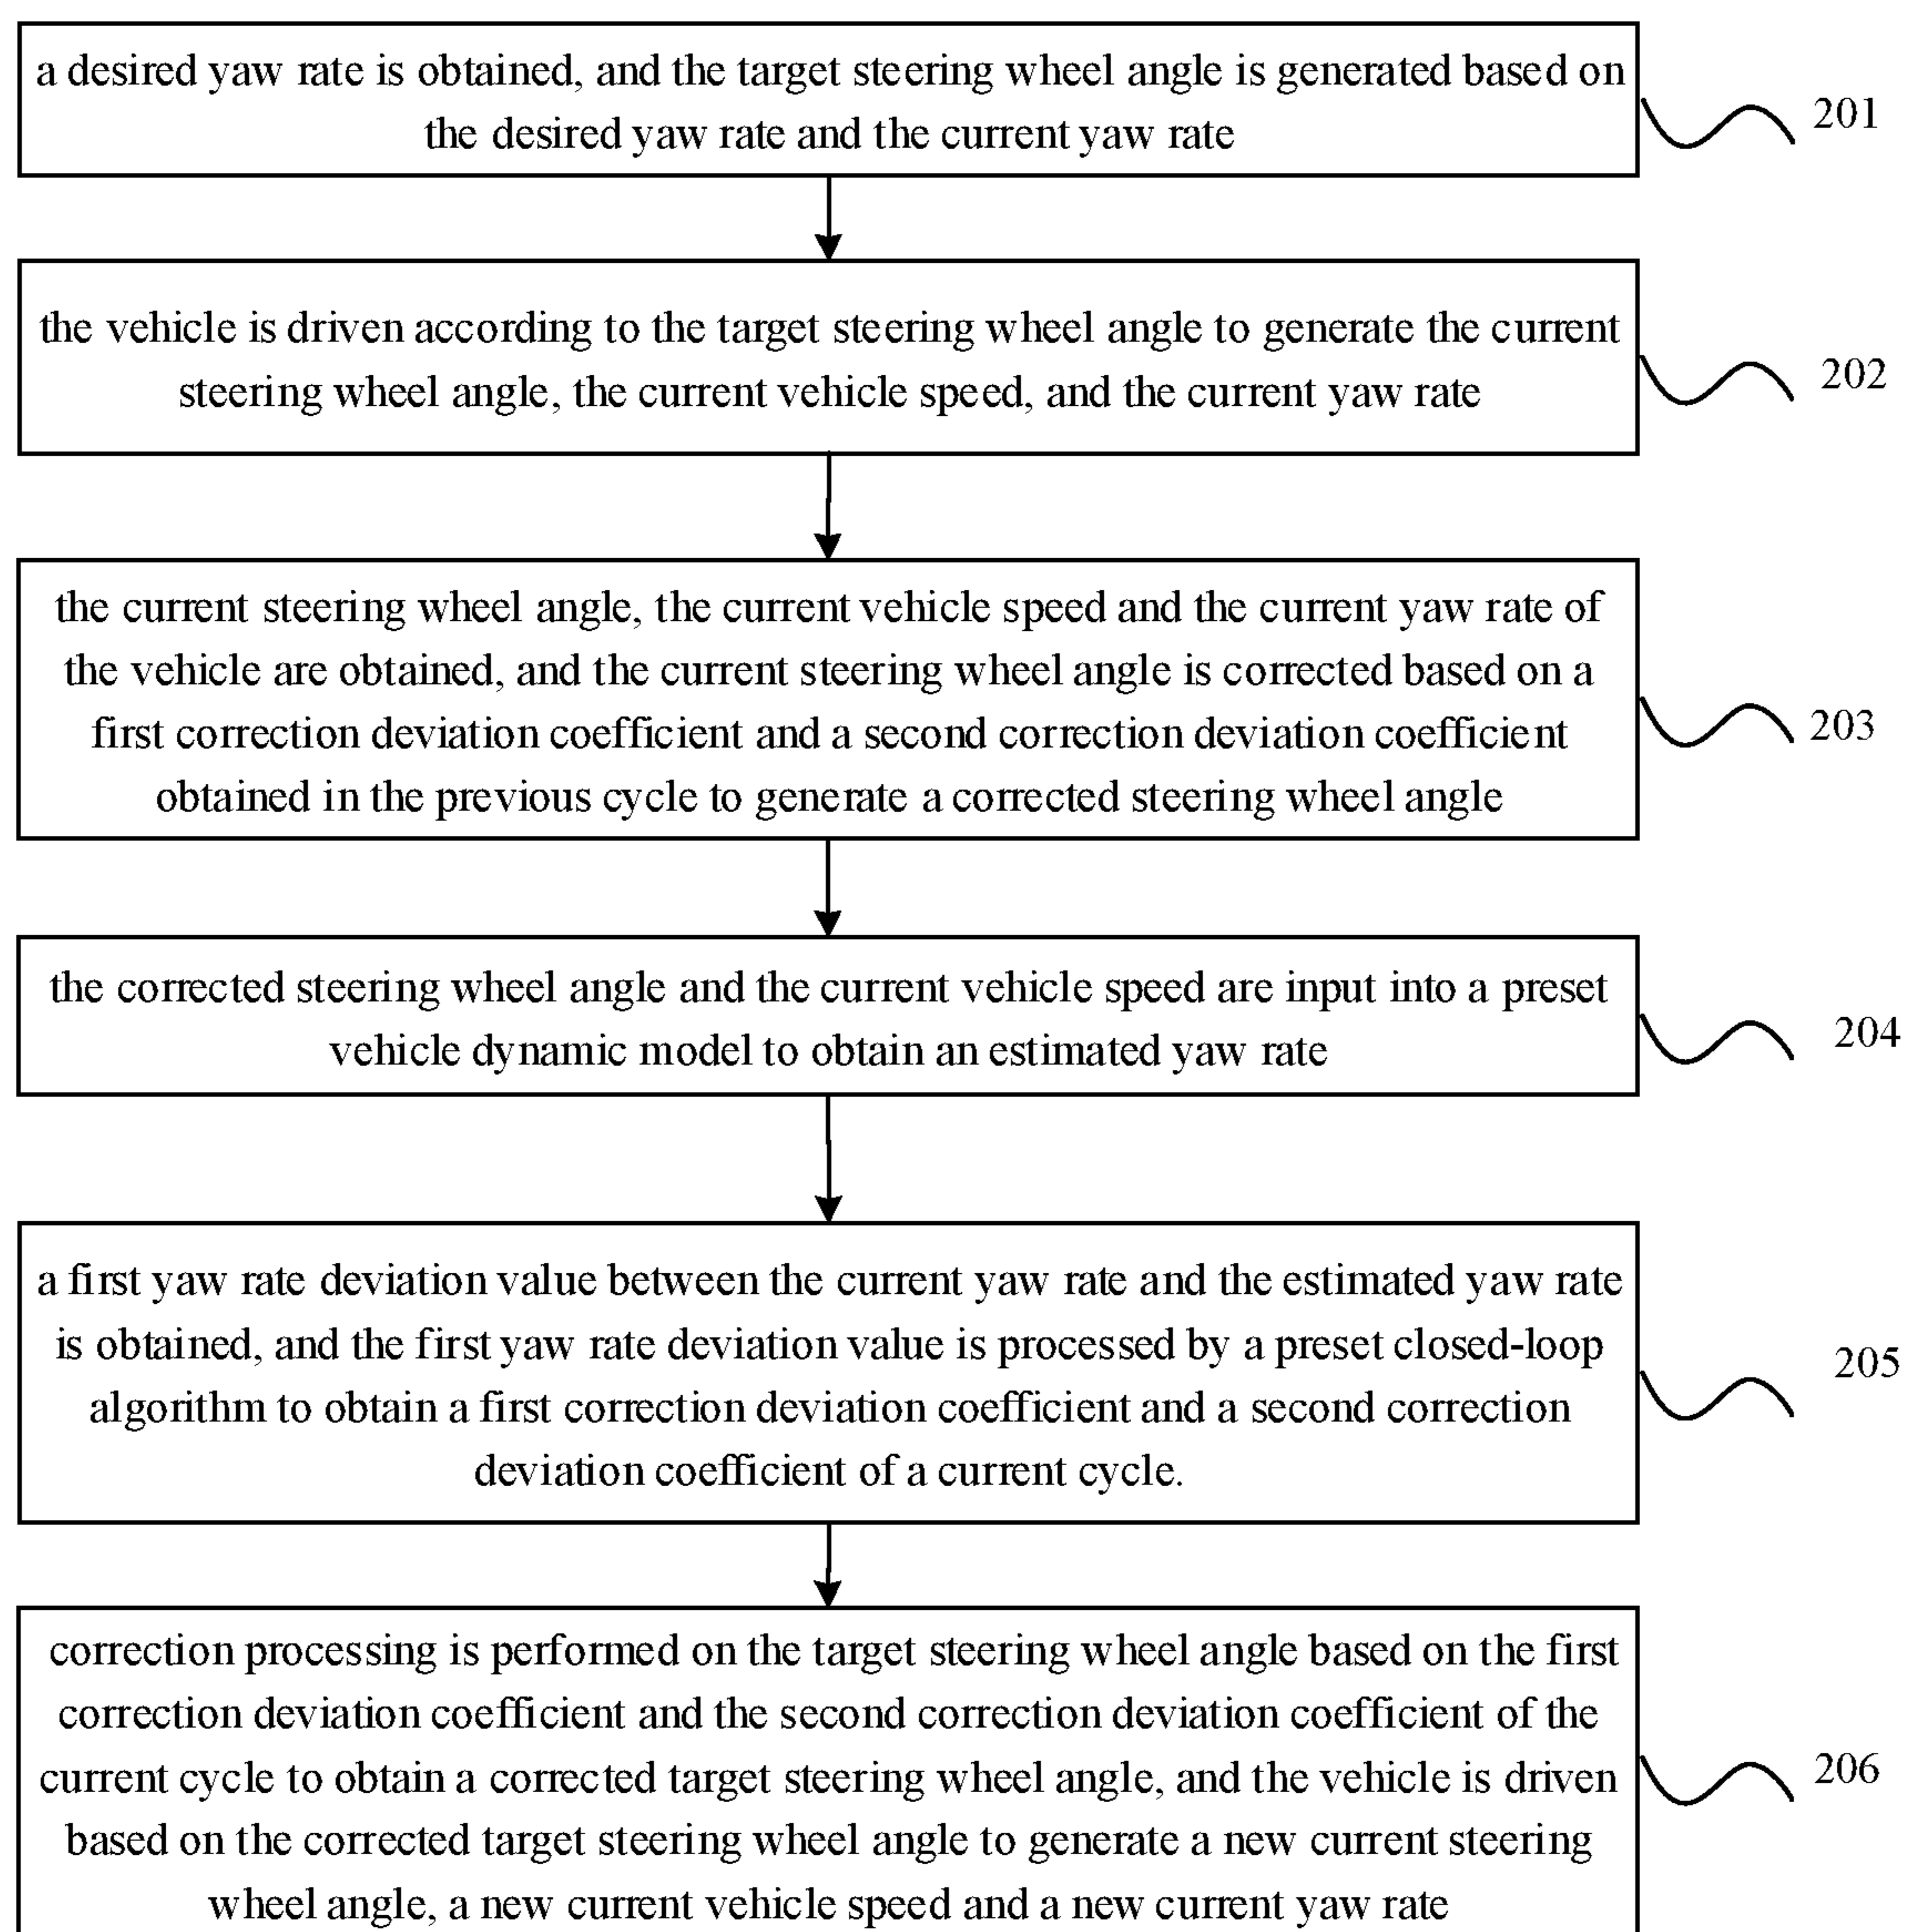 a desired yaw rate is obtained, and the target steering wheel angle is generated based on
the desired yaw rate and the current yaw rate
201
the vehicle is driven according to the target steering wheel angle to generate the current
steering wheel angle, the current vehicle speed, and the current yaw rate
202
the current steering wheel angle, the current vehicle speed and the current yaw rate of
the vehicle are obtained, and the current steering wheel angle is corrected based on a
first correction deviation coefficient and a second correction deviation coefficient
obtained in the previous cycle to generate a corrected steering wheel angle
203
the corrected steering wheel angle and the current vehicle speed are input into a preset
vehicle dynamic model to obtain an estimated yaw rate
204
a first yaw rate deviation value between the current yaw rate and the estimated yaw rate
is obtained, and the first yaw rate deviation value is processed by a preset closed-loop
algorithm to obtain a first correction deviation coefficient and a second correction
deviation coefficient of a current cycle.
205
correction processing is performed on the target steering wheel angle based on the first
correction deviation coefficient and the second correction deviation coefficient of the
current cycle to obtain a corrected target steering wheel angle, and the vehicle is driven
based on the corrected target steering wheel angle to generate a new current steering
wheel angle, a new current vehicle speed and a new current yaw rate
206